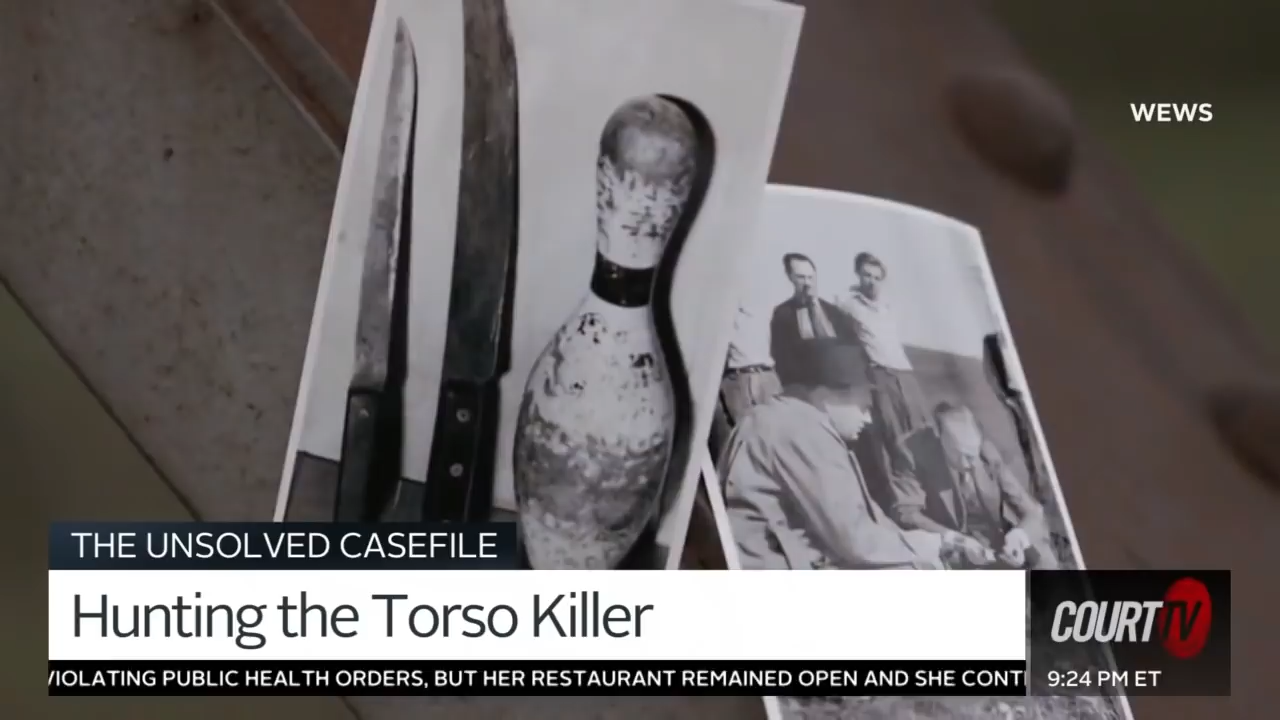 WEWS
THE UNSOLVED CASEFILE
Hunting the Torso Killer
COURT TV
VIOLATING PUBLIC HEALTH ORDERS, BUT HER RESTAURANT REMAINED OPEN AND SHE CONTI
9:24 PM ET